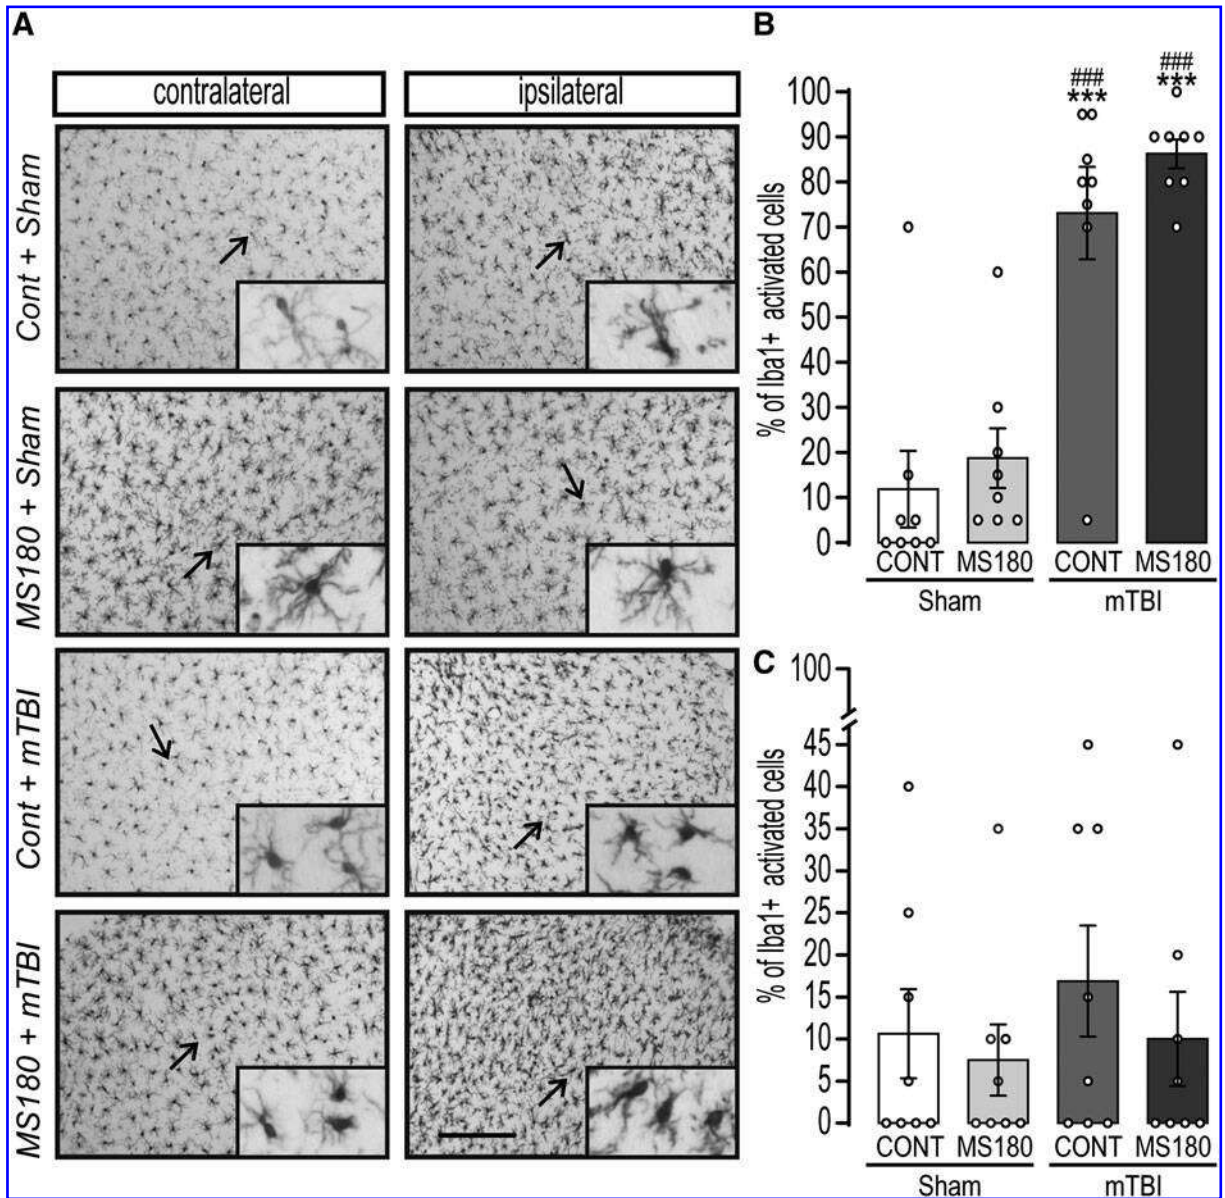 A
contralateral
ipsilateral
Cont + Sham
MS180 + Sham
Cont + mTBI
MS180 + mTBI
B
% of Iba1+ activated cells
100
90
80
70
60
50
40
30
20
10
0
###
***
###
***
CONT MS180 CONT MS180
Sham mTBI
C
% of Iba1+ activated cells
100
45
40
35
30
25
20
15
10
5
0
CONT MS180 CONT MS180
Sham mTBI